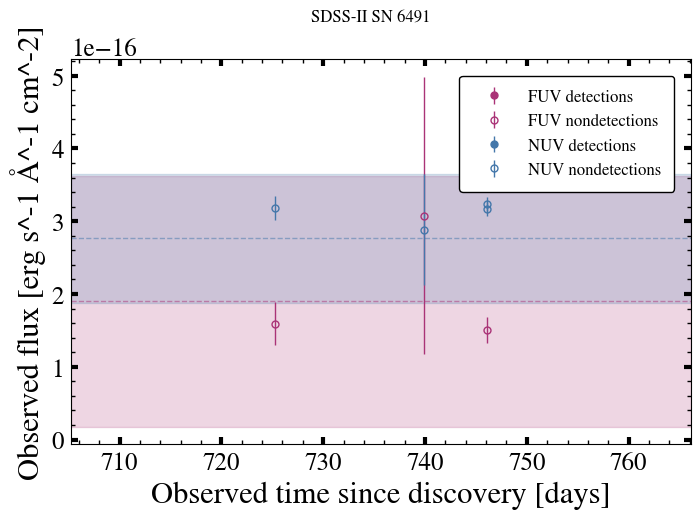 SDSS-II SN 6491
1e−16
5
4
3
2
1
0
Observed flux [erg s^-1 Å^-1 cm^-2]
FUV detections
FUV nondetections
NUV detections
NUV nondetections
710 720 730 740 750 760
Observed time since discovery [days]